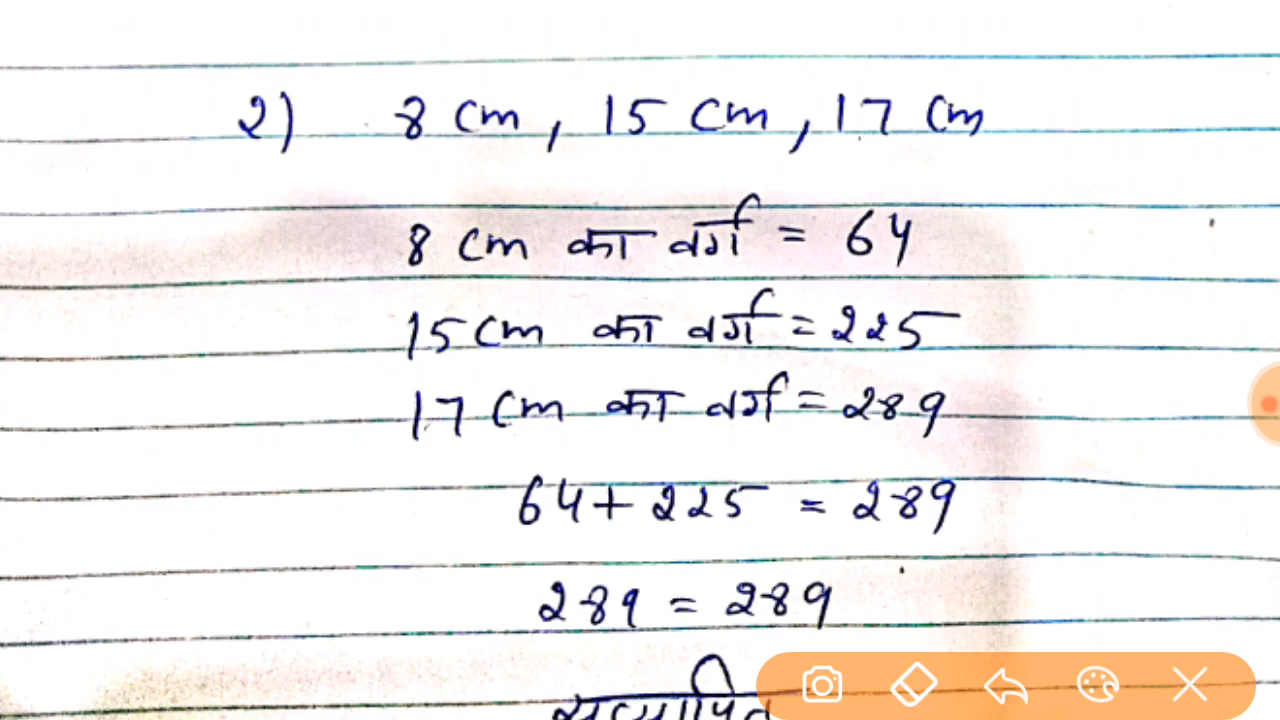 2) 8 cm, 15 cm, 17 cm
8 cm का वर्ग = 64
15 cm का वर्ग = 225
17 cm का वर्ग = 289
64 + 225 = 289
289 = 289
सत्यापित